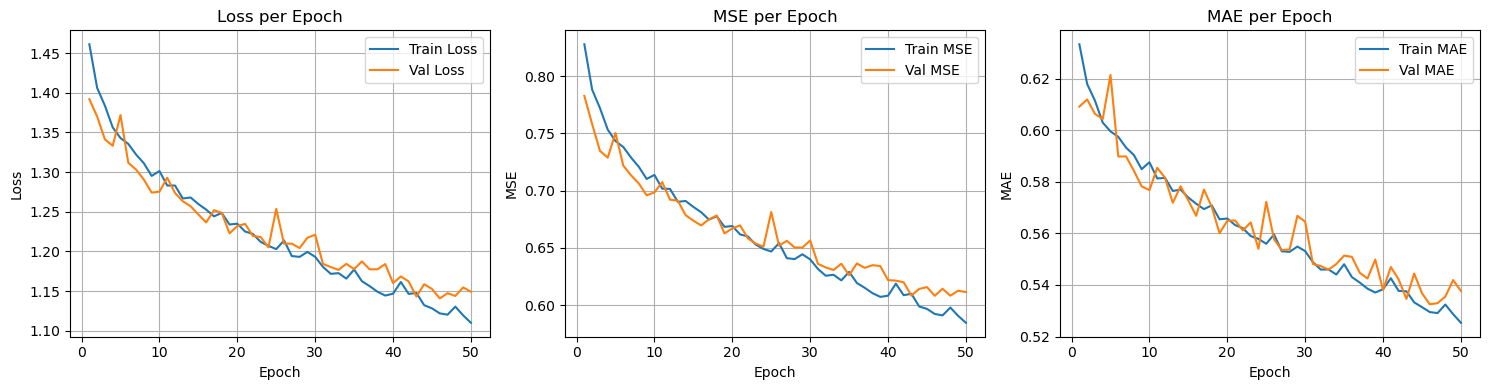 Loss per Epoch
Train Loss
Val Loss
1.45
1.40
1.35
1.30
1.25
1.20
1.15
1.10
Loss
0 10 20 30 40 50
Epoch
MSE per Epoch
Train MSE
Val MSE
0.80
0.75
0.70
0.65
0.60
MSE
0 10 20 30 40 50
Epoch
MAE per Epoch
Train MAE
Val MAE
0.62
0.60
0.58
0.56
0.54
0.52
MAE
0 10 20 30 40 50
Epoch